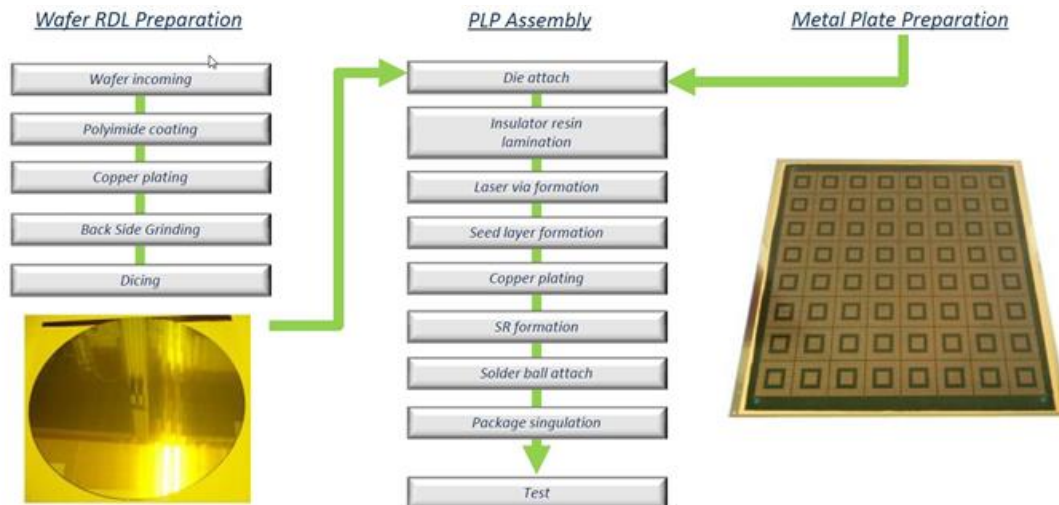 Wafer RDL Preparation
Wafer incoming
Polyimide coating
Copper plating
Back Side Grinding
Dicing
PLP Assembly
Die attach
Insulator resin
lamination
Laser via formation
Seed layer formation
Copper plating
SR formation
Solder ball attach
Package singulation
Test
Metal Plate Preparation